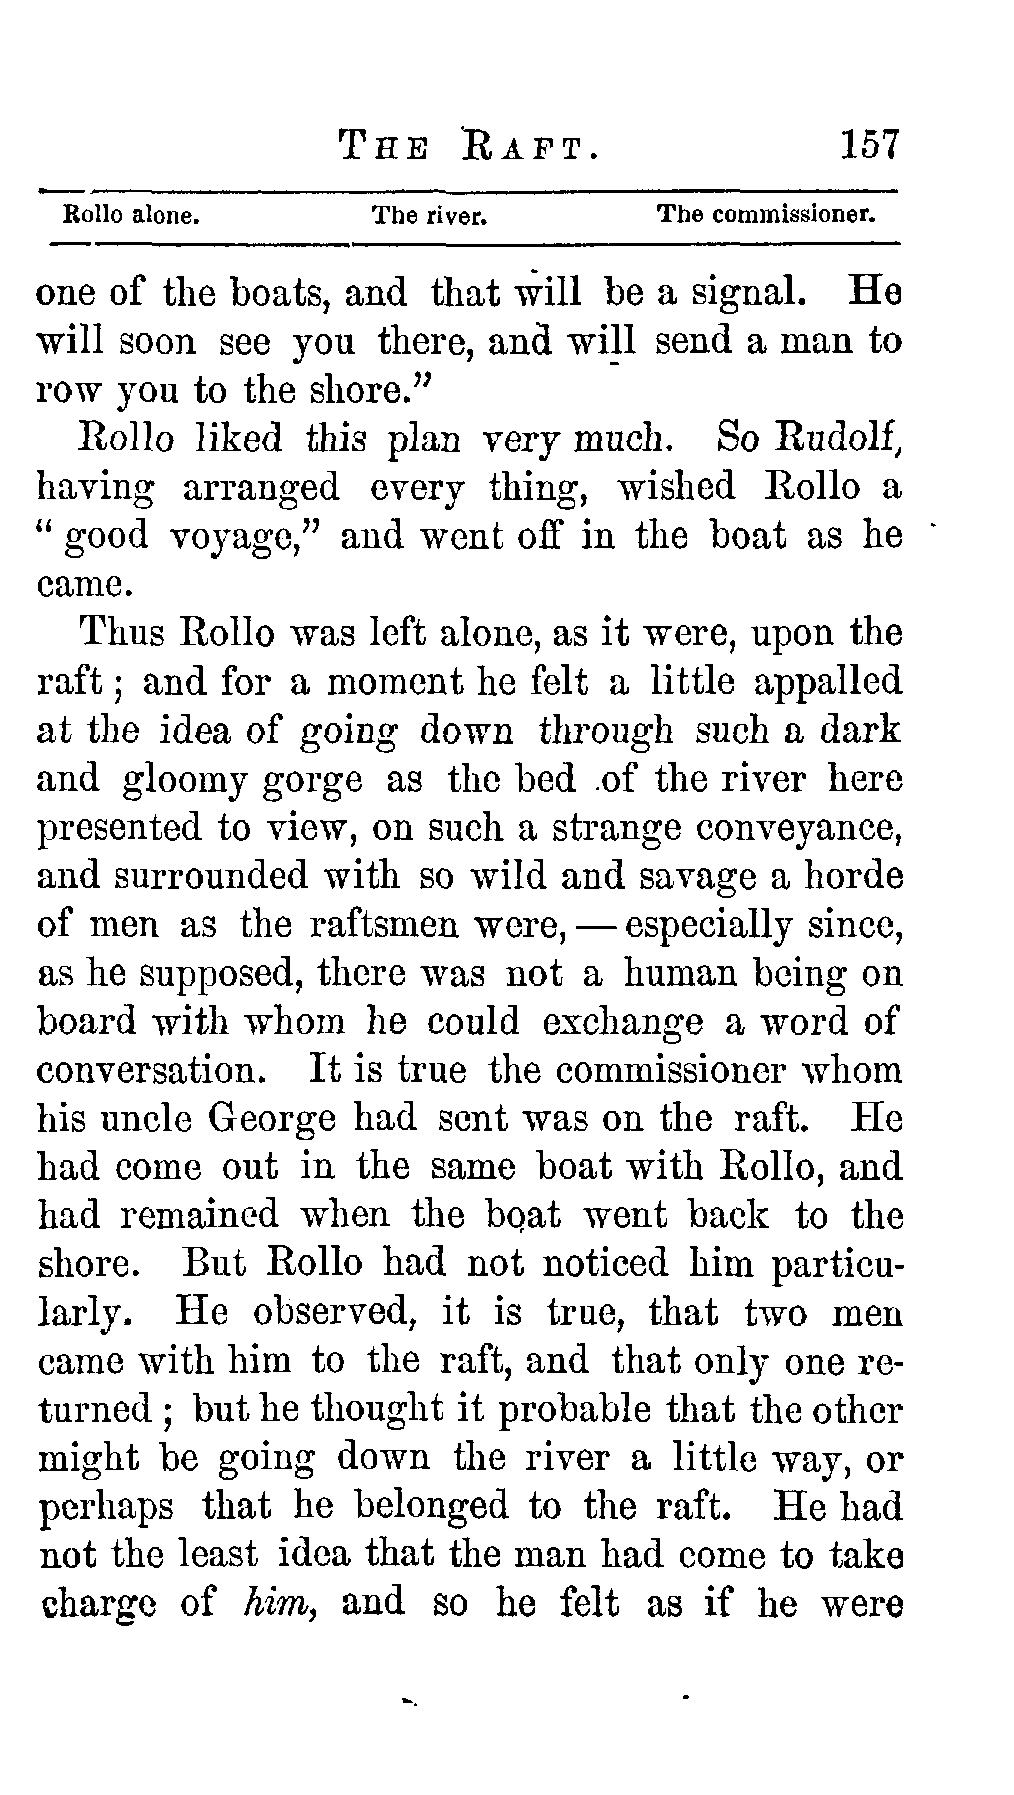 THE RAFT. 157
Rollo alone. The river. The commissioner.
one of the boats, and that will be a signal. He
will soon see you there, and will send a man to
row you to the shore."
Rollo liked this plan very much. So Rudolf,
having arranged every thing, wished Rollo a
"good voyage," and went off in the boat as he
came.
Thus Rollo was left alone, as it were, upon the
raft; and for a moment he felt a little appalled
at the idea of going down through such a dark
and gloomy gorge as the bed of the river here
presented to view, on such a strange conveyance,
and surrounded with so wild and savage a horde
of men as the raftsmen were, — especially since,
as he supposed, there was not a human being on
board with whom he could exchange a word of
conversation. It is true the commissioner whom
his uncle George had sent was on the raft. He
had come out in the same boat with Rollo, and
had remained when the boat went back to the
shore. But Rollo had not noticed him particu-
larly. He observed, it is true, that two men
came with him to the raft, and that only one re-
turned; but he thought it probable that the other
might be going down the river a little way, or
perhaps that he belonged to the raft. He had
not the least idea that the man had come to take
charge of him, and so he felt as if he were